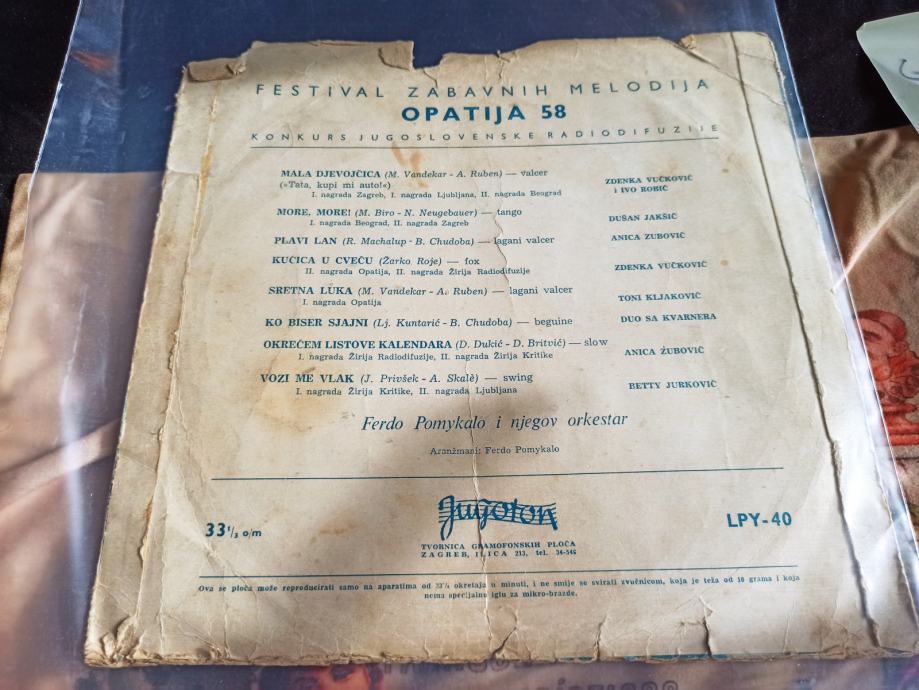 FESTIVAL ZABAVNIH MELODIJA
OPATIJA 58
KONKURS JUGOSLOVENSKE RADIODIFUZIJE
MALA DJEVOJČICA (M. Vandekar - A. Ruben) — valcer
(»Tata, kupi mi auto!«)
I. nagrada Zagreb, I. nagrada Ljubljana, II. nagrada Beograd
ZDENKA VUČKOVIĆ
i IVO ROBIĆ
MORE, MORE! (M. Biro - N. Neugebauer) — tango
I. nagrada Beograd, II. nagrada Zagreb
DUŠAN JAKŠIĆ
PLAVI LAN (R. Machalup - B. Chudoba) — lagani valcer
ANICA ZUBOVIĆ
KUĆICA U CVEĆU (Žarko Roje) — fox
II. nagrada Opatija, II. nagrada Žirija Radiodifuzije
ZDENKA VUČKOVIĆ
SRETNA LUKA (M. Vandekar - A. Ruben) — lagani valcer
I. nagrada Opatija
TONI KLJAKOVIĆ
KO BISER SJAJNI (Lj. Kuntarić - B. Chudoba) — beguine
DUO SA KVARNERA
OKREĆEM LISTOVE KALENDARA (D. Dukić - D. Britvić) — slow
I. nagrada Žirija Radiodifuzije, II. nagrada Žirija Kritike
ANICA ZUBOVIĆ
VOZI ME VLAK (J. Privšek - A. Skalè) — swing
I. nagrada Žirija Kritike, II. nagrada Ljubljana
BETTY JURKOVIĆ
Ferdo Pomykalo i njegov orkestar
Aranžmani: Ferdo Pomykalo
33 1/3 o/m
Jugoton
LPY-40
TVORNICA GRAMOFONSKIH PLOČA
ZAGREB, ILICA 213, tel. 34-546
Ova se ploča može reproducirati samo na aparatima od 33 1/3 okretaja u minuti, i ne smije se svirati zvučnicom, koja je teža od 10 grama i koja
nema specijalnu iglu za mikro-brazde.